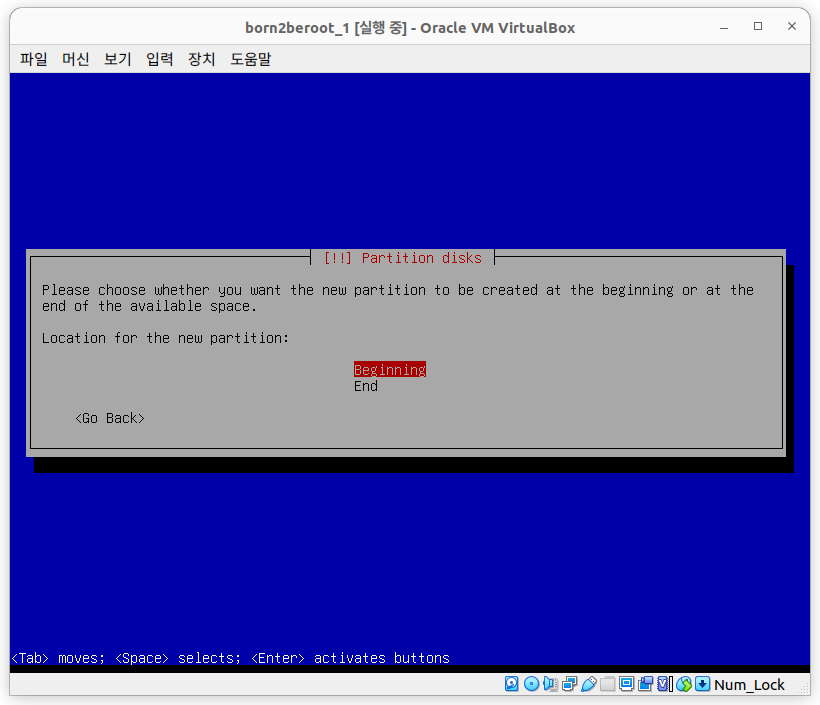 born2beroot_1 [실행 중] - Oracle VM VirtualBox
파일 머신 보기 입력 장치 도움말
[!!] Partition disks
Please choose whether you want the new partition to be created at the beginning or at the
end of the available space.
Location for the new partition:
Beginning
End
<Go Back>
<Tab> moves; <Space> selects; <Enter> activates buttons
Num_Lock